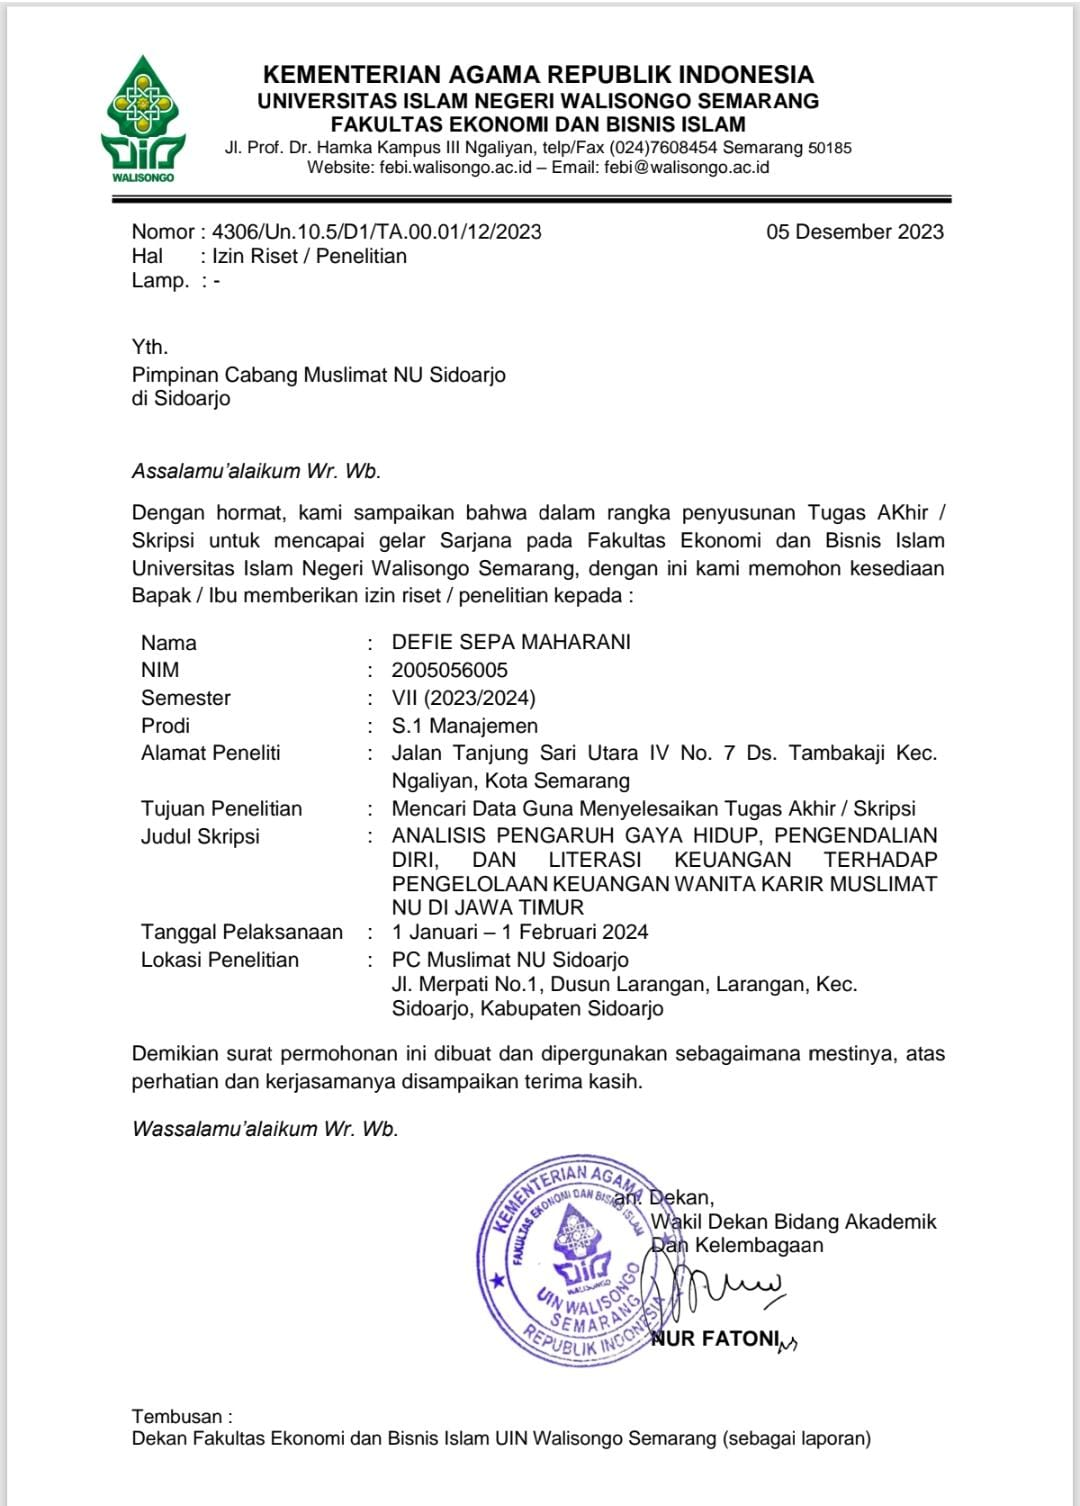 KEMENTERIAN AGAMA REPUBLIK INDONESIA
UNIVERSITAS ISLAM NEGERI WALISONGO SEMARANG
FAKULTAS EKONOMI DAN BISNIS ISLAM
Jl. Prof. Dr. Hamka Kampus III Ngaliyan, telp/Fax (024)7608454 Semarang 50185
Website: febi.walisongo.ac.id – Email: febi@walisongo.ac.id
UIN
WALISONGO
Nomor : 4306/Un.10.5/D1/TA.00.01/12/2023 05 Desember 2023
Hal : Izin Riset / Penelitian
Lamp. : -
Yth.
Pimpinan Cabang Muslimat NU Sidoarjo
di Sidoarjo
Assalamu’alaikum Wr. Wb.
Dengan hormat, kami sampaikan bahwa dalam rangka penyusunan Tugas AKhir /
Skripsi untuk mencapai gelar Sarjana pada Fakultas Ekonomi dan Bisnis Islam
Universitas Islam Negeri Walisongo Semarang, dengan ini kami memohon kesediaan
Bapak / Ibu memberikan izin riset / penelitian kepada :
Nama : DEFIE SEPA MAHARANI
NIM : 2005056005
Semester : VII (2023/2024)
Prodi : S.1 Manajemen
Alamat Peneliti : Jalan Tanjung Sari Utara IV No. 7 Ds. Tambakaji Kec.
Ngaliyan, Kota Semarang
Tujuan Penelitian : Mencari Data Guna Menyelesaikan Tugas Akhir / Skripsi
Judul Skripsi : ANALISIS PENGARUH GAYA HIDUP, PENGENDALIAN
DIRI, DAN LITERASI KEUANGAN TERHADAP
PENGELOLAAN KEUANGAN WANITA KARIR MUSLIMAT
NU DI JAWA TIMUR
Tanggal Pelaksanaan : 1 Januari – 1 Februari 2024
Lokasi Penelitian : PC Muslimat NU Sidoarjo
Jl. Merpati No.1, Dusun Larangan, Larangan, Kec.
Sidoarjo, Kabupaten Sidoarjo
Demikian surat permohonan ini dibuat dan dipergunakan sebagaimana mestinya, atas
perhatian dan kerjasamanya disampaikan terima kasih.
Wassalamu’alaikum Wr. Wb.
an. Dekan,
Wakil Dekan Bidang Akademik
Dan Kelembagaan
KEMENTERIAN AGAMA
FAKULTAS EKONOMI DAN BISNIS ISLAM
UIN
WALISONGO
UIN WALISONGO
SEMARANG
REPUBLIK INDONESIA
NUR FATONI
Tembusan :
Dekan Fakultas Ekonomi dan Bisnis Islam UIN Walisongo Semarang (sebagai laporan)